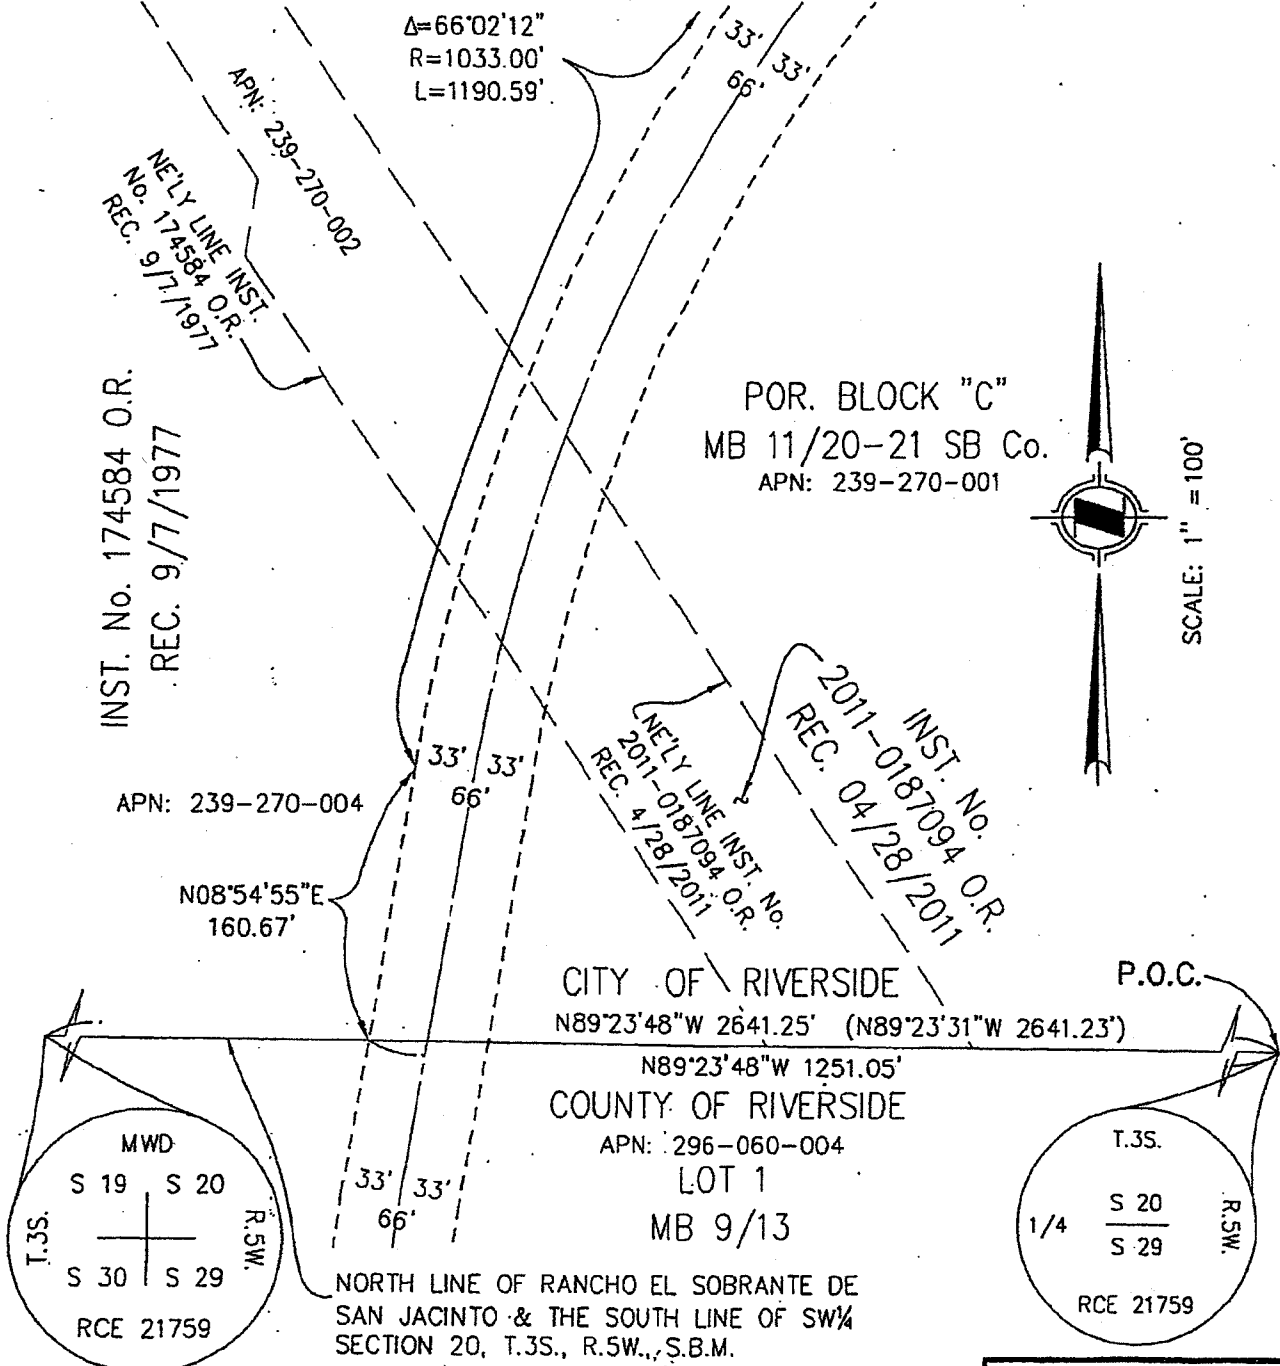 Δ=66°02'12"
R=1033.00'
L=1190.59'
33'
33'
66'
APN: 239-270-002
NE'LY LINE INST.
No. 174584 O.R.
REC. 9/7/1977
INST. No. 174584 O.R.
REC. 9/7/1977
POR. BLOCK "C"
MB 11/20-21 SB Co.
APN: 239-270-001
SCALE: 1" =100'
INST. No.
2011-0187094 O.R.
REC. 04/28/2011
NE'LY LINE INST. No.
2011-0187094 O.R.
REC. 4/28/2011
33'
33'
66'
APN: 239-270-004
N08°54'55"E
160.67'
CITY OF RIVERSIDE
P.O.C.
N89°23'48"W 2641.25' (N89°23'31"W 2641.23')
N89°23'48"W 1251.05'
COUNTY OF RIVERSIDE
APN: 296-060-004
LOT 1
MB 9/13
33'
33'
66'
MWD
S 19 S 20
T.3S.
R.5W.
S 30 S 29
RCE 21759
T.3S.
1/4
S 20
S 29
R.5W.
RCE 21759
NORTH LINE OF RANCHO EL SOBRANTE DE
SAN JACINTO & THE SOUTH LINE OF SW¼
SECTION 20, T.3S., R.5W., S.B.M.